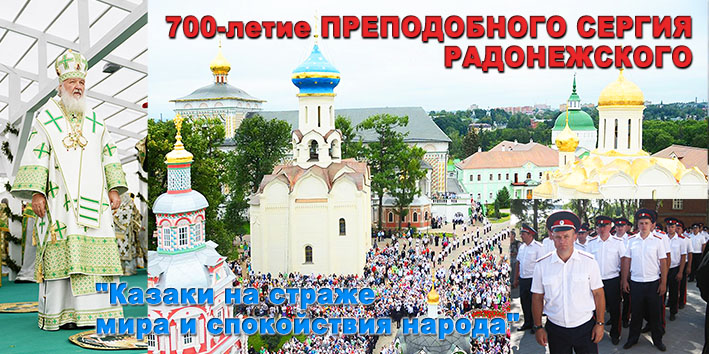 700-летие ПРЕПОДОБНОГО СЕРГИЯ
РАДОНЕЖСКОГО
"Казаки на страже
мира и спокойствия народа"